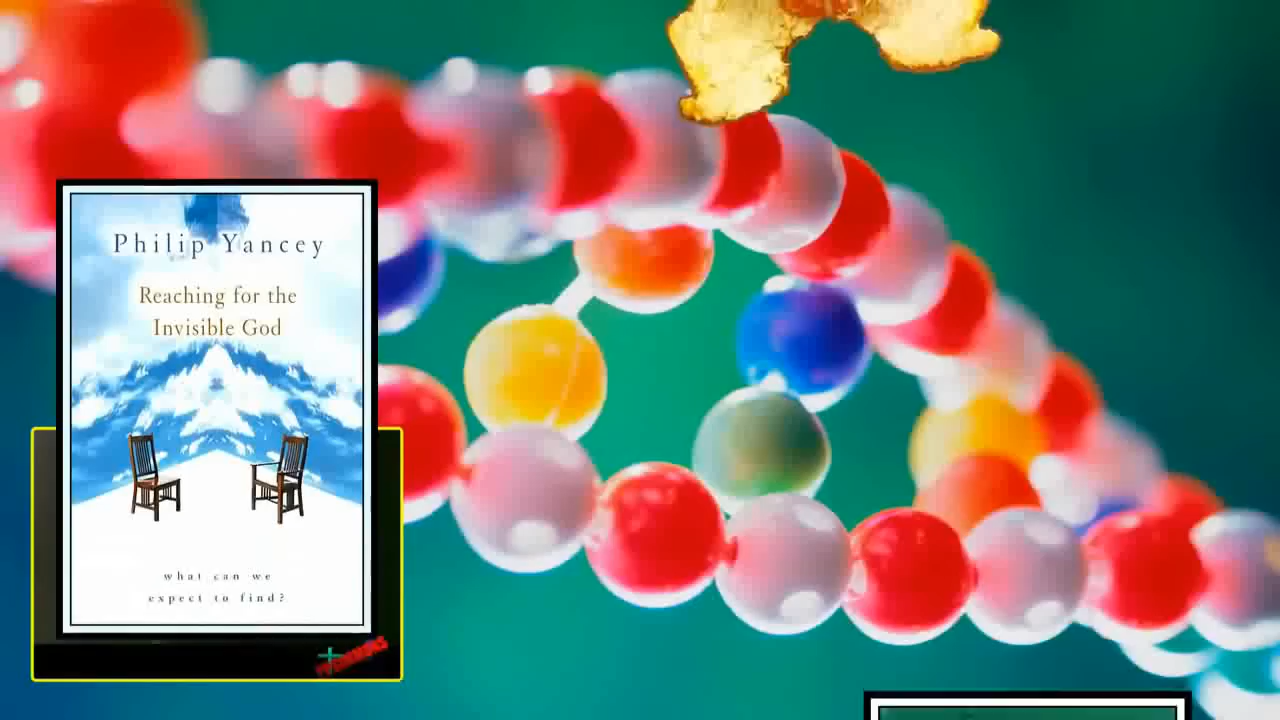 Philip Yancey
Reaching for the
Invisible God
what can we
expect to find?